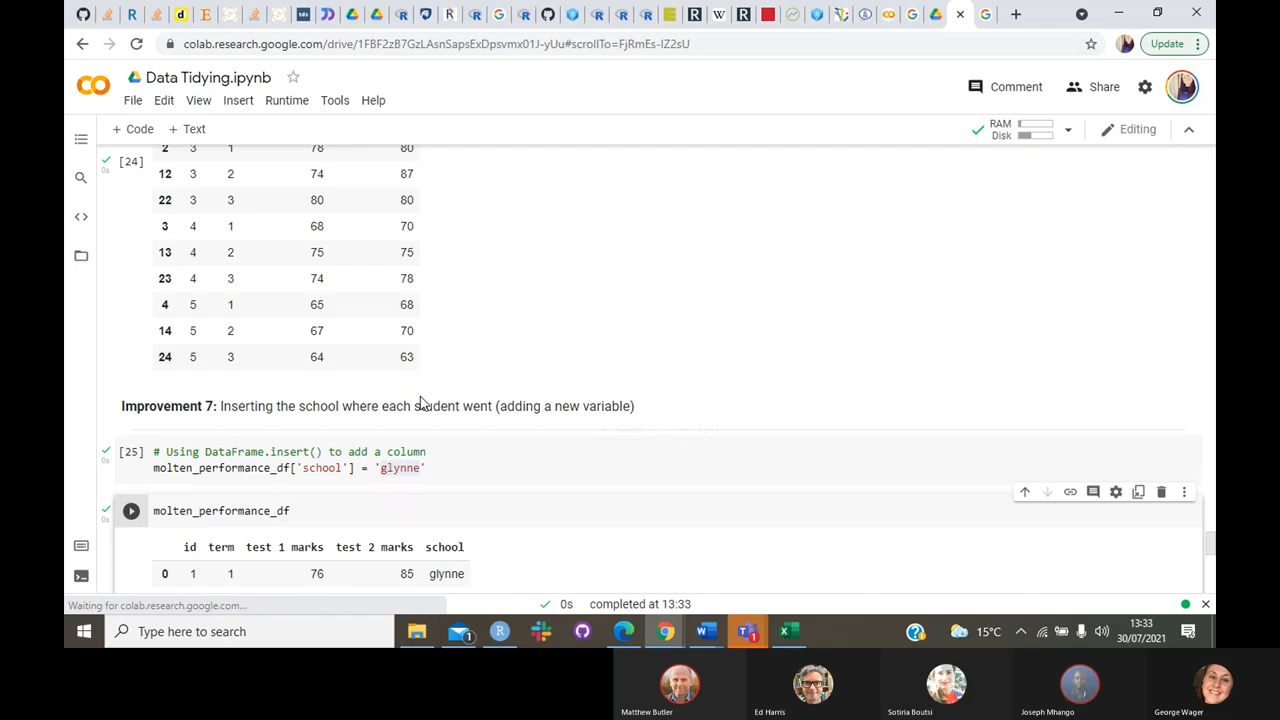 colab.research.google.com/drive/1FBF2zB7GzLAsnSapsExDpsvmx01J-yUu#scrollTo=FjRmEs-IZ2sU
Update
Data Tidying.ipynb
File Edit View Insert Runtime Tools Help
Comment Share
+ Code + Text
RAM
Disk
Editing
[24]
2 3 1 78 80
0s
12 3 2 74 87
22 3 3 80 80
3 4 1 68 70
13 4 2 75 75
23 4 3 74 78
4 5 1 65 68
14 5 2 67 70
24 5 3 64 63
Improvement 7: Inserting the school where each student went (adding a new variable)
[25] # Using DataFrame.insert() to add a column
0s
molten_performance_df['school'] = 'glynne'
molten_performance_df
0s
id term test 1 marks test 2 marks school
0 1 1 76 85 glynne
Waiting for colab.research.google.com...
0s completed at 13:33
Type here to search
15°C
13:33
30/07/2021
Matthew Butler
Ed Harris
Sotiria Boutsi
Joseph Mhango
George Wager